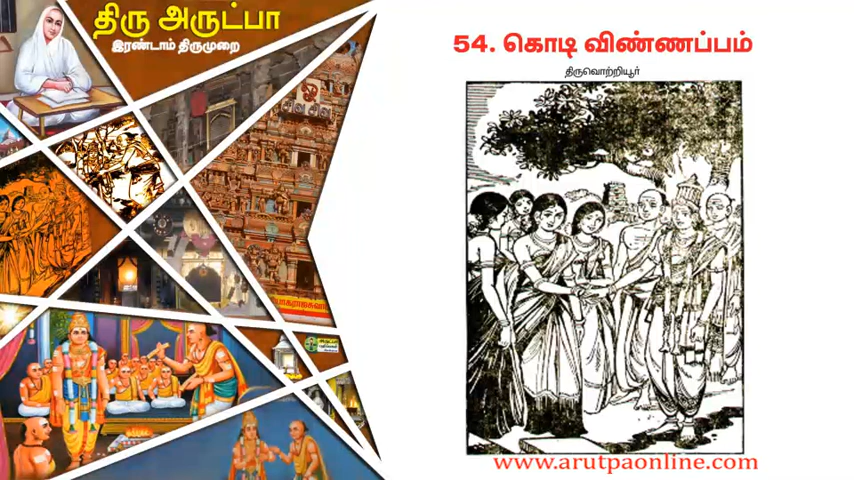 திரு அருட்பா
இரண்டாம் திருமுறை
54. கொடி விண்ணப்பம்
திருவொற்றியூர்
www.arutpaonline.com